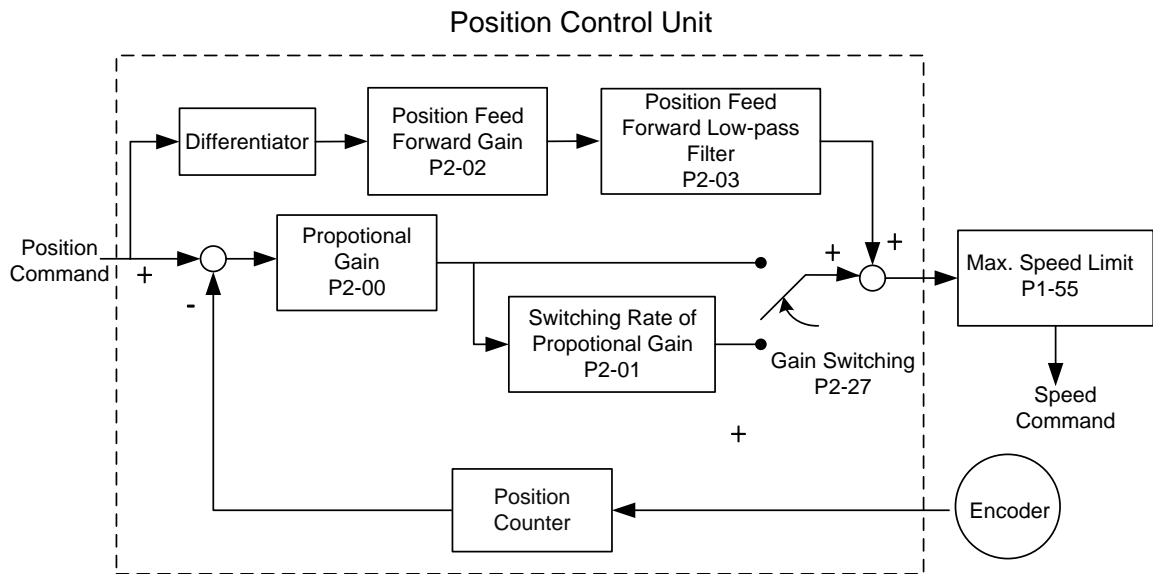 Position Control Unit
Differentiator
Position Feed
Forward Gain
P2-02
Position Feed
Forward Low-pass
Filter
P2-03
Position
Command
+
-
Propotional
Gain
P2-00
Switching Rate of
Propotional Gain
P2-01
+
+
Gain Switching
P2-27
+
Max. Speed Limit
P1-55
Speed
Command
Position
Counter
Encoder